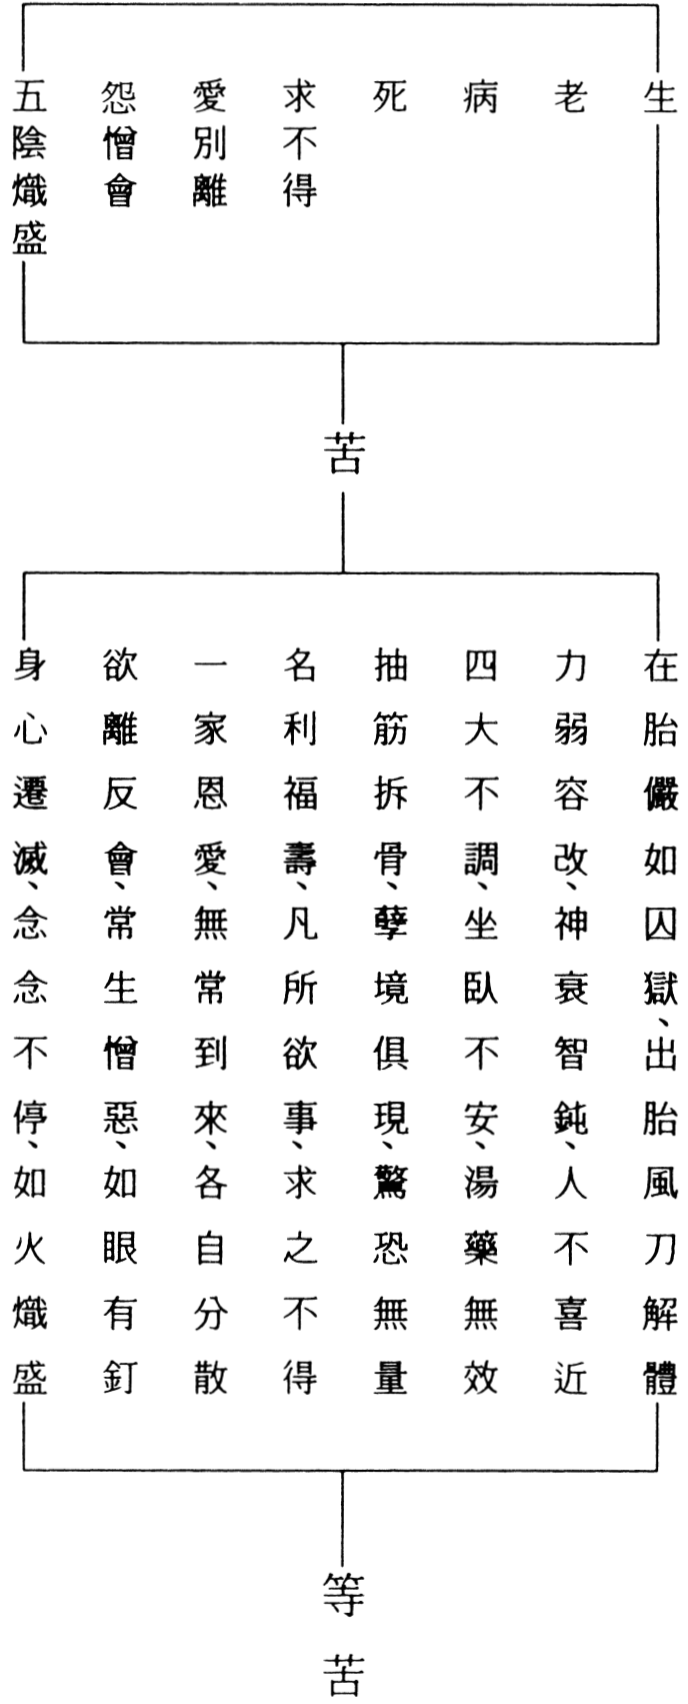 生
老
病
死
求不得
愛別離
怨憎會
五陰熾盛
苦
在胎儼如囚獄、出胎風刀解體
力弱容改、神衰智鈍、人不喜近
四大不調、坐臥不安、湯藥無效
抽筋拆骨、孽境俱現、驚恐無量
名利福壽、凡所欲事、求之不得
一家恩愛、無常到來、各自分散
欲離反會、常生憎惡、如眼有釘
身心遷滅、念念不停、如火熾盛
等苦